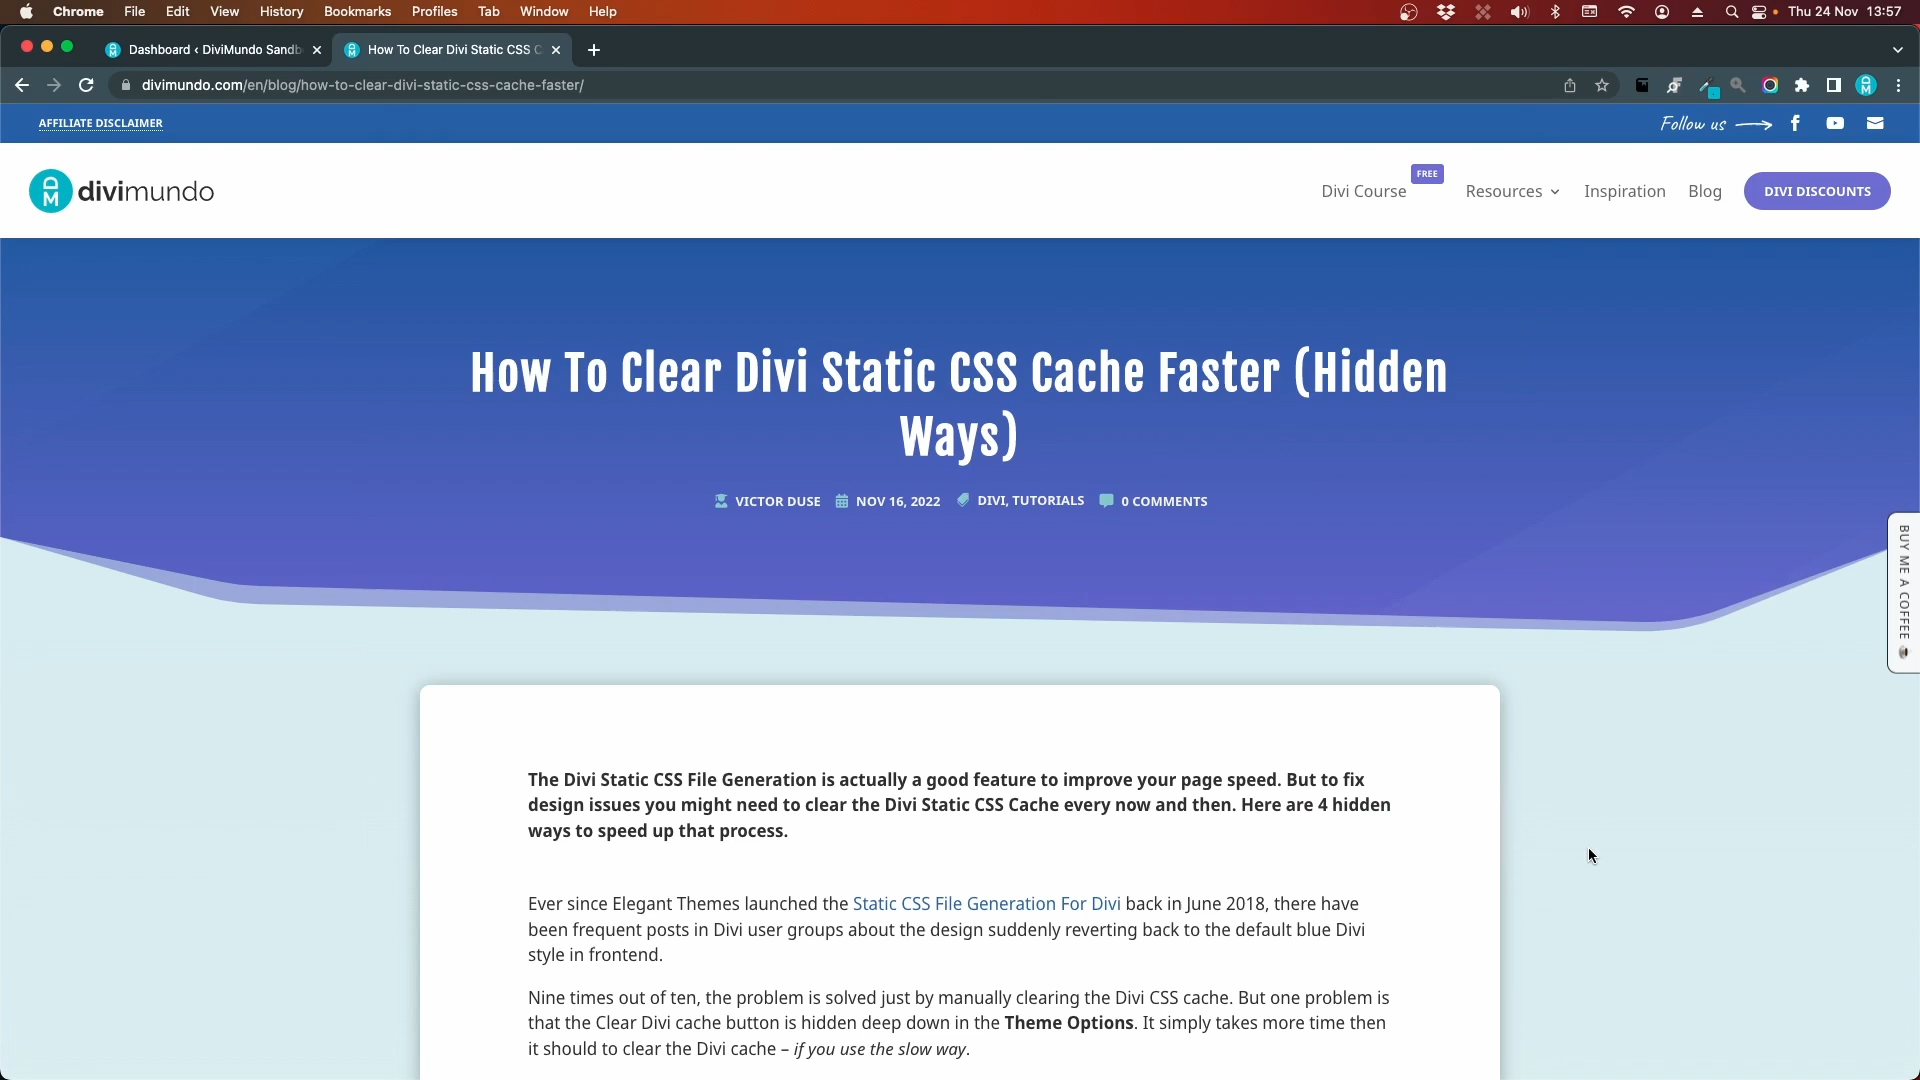 Chrome File Edit View History Bookmarks Profiles Tab Window Help Thu 24 Nov 13:57
Dashboard ‹ DiviMundo Sandb How To Clear Divi Static CSS C
divimundo.com/en/blog/how-to-clear-divi-static-css-cache-faster/
AFFILIATE DISCLAIMER Follow us
DM divimundo Divi Course FREE Resources Inspiration Blog DIVI DISCOUNTS
How To Clear Divi Static CSS Cache Faster (Hidden
Ways)
VICTOR DUSE NOV 16, 2022 DIVI, TUTORIALS 0 COMMENTS
BUY ME A COFFEE
The Divi Static CSS File Generation is actually a good feature to improve your page speed. But to fix
design issues you might need to clear the Divi Static CSS Cache every now and then. Here are 4 hidden
ways to speed up that process.
Ever since Elegant Themes launched the Static CSS File Generation For Divi back in June 2018, there have
been frequent posts in Divi user groups about the design suddenly reverting back to the default blue Divi
style in frontend.
Nine times out of ten, the problem is solved just by manually clearing the Divi CSS cache. But one problem is
that the Clear Divi cache button is hidden deep down in the Theme Options. It simply takes more time then
it should to clear the Divi cache – if you use the slow way.